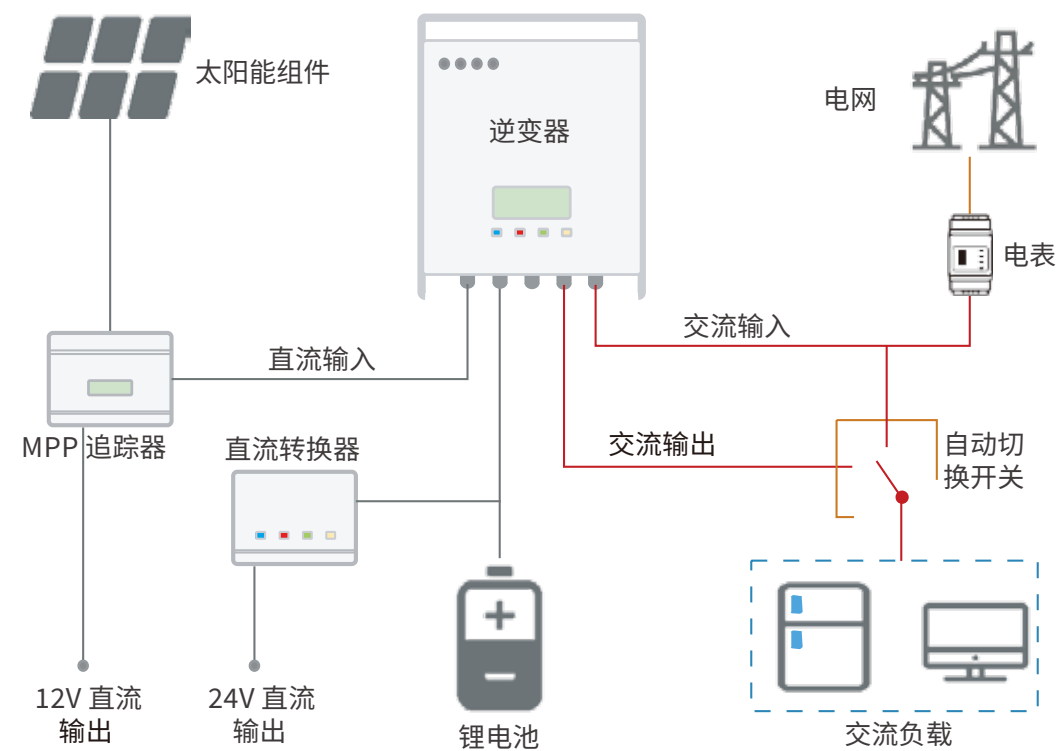 太阳能组件
逆变器
电网
电表
交流输入
直流输入
MPP 追踪器
直流转换器
交流输出
自动切
换开关
12V 直流
输出
24V 直流
输出
锂电池
交流负载